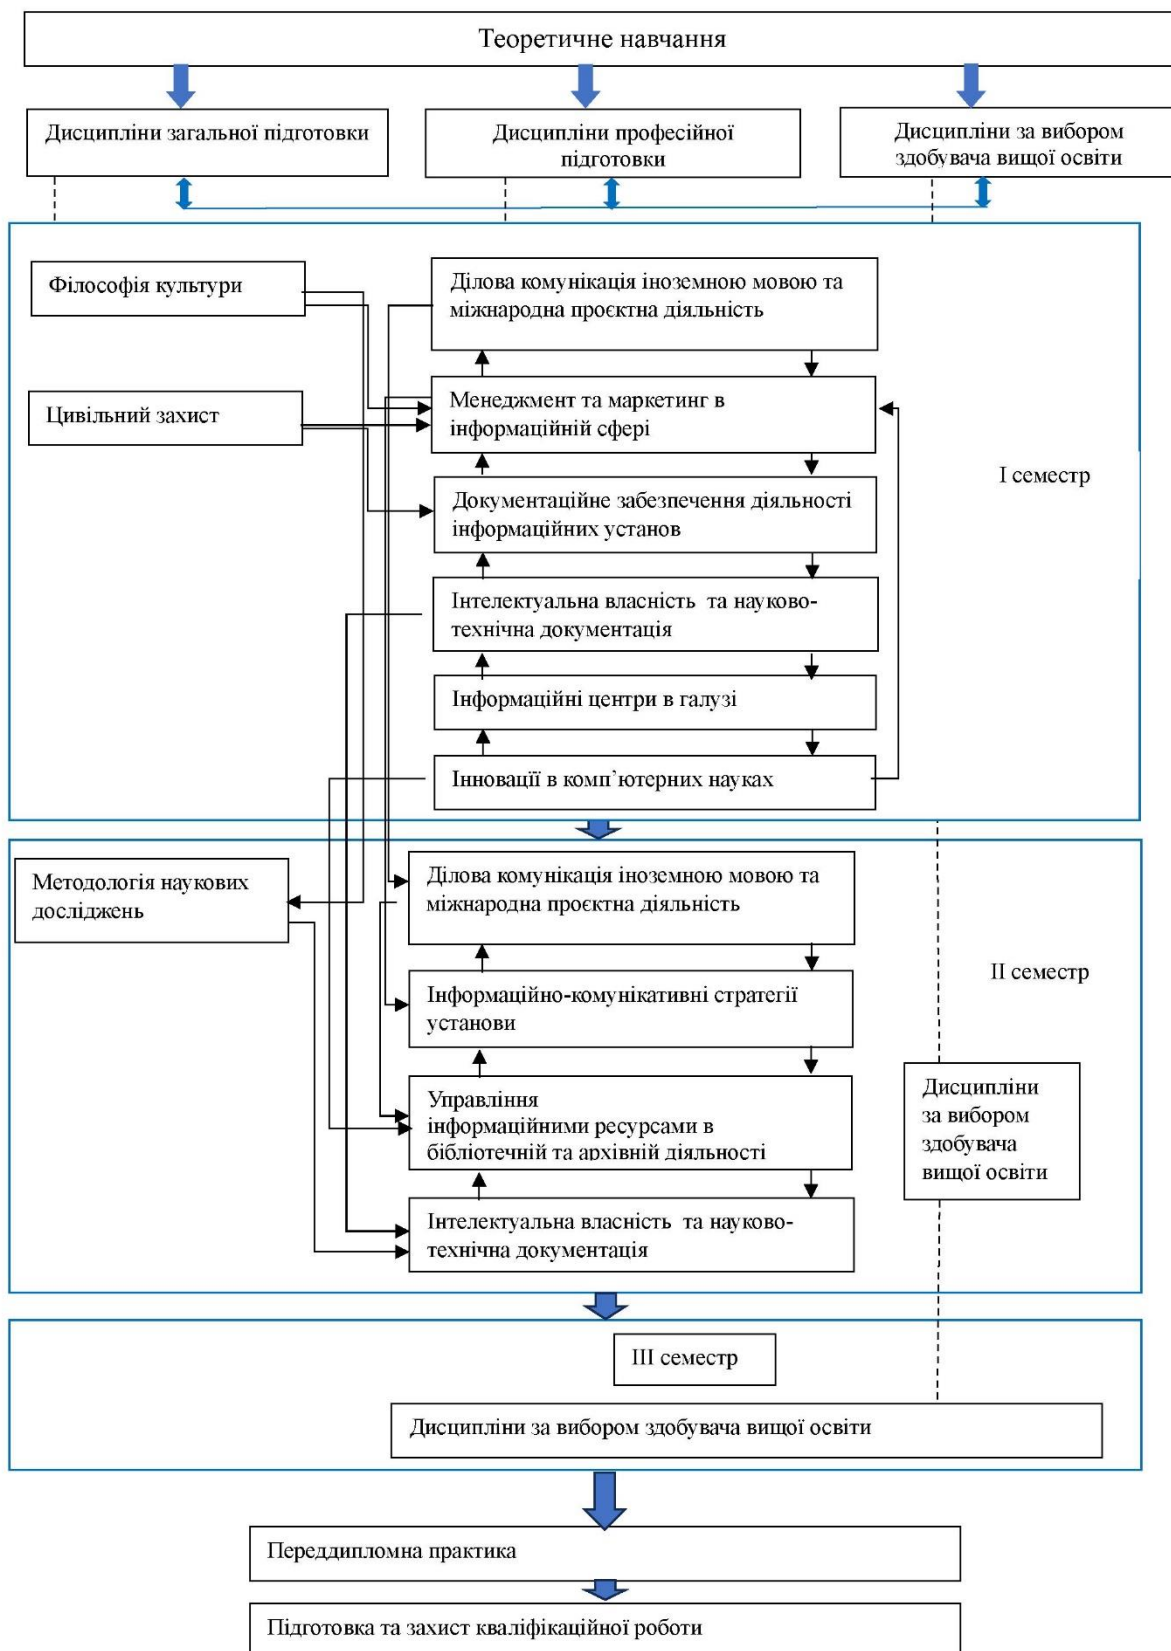 Теоретичне навчання
Дисципліни загальної підготовки
Дисципліни професійної
підготовки
Дисципліни за вибором
здобувача вищої освіти
Філософія культури
Ділова комунікація іноземною мовою та
міжнародна проєктна діяльність
Цивільний захист
Менеджмент та маркетинг в
інформаційній сфері
І семестр
Документаційне забезпечення діяльності
інформаційних установ
Інтелектуальна власність та науково-
технічна документація
Інформаційні центри в галузі
Інновації в комп’ютерних науках
Методологія наукових
досліджень
Ділова комунікація іноземною мовою та
міжнародна проєктна діяльність
ІІ семестр
Інформаційно-комунікативні стратегії
установи
Управління
інформаційними ресурсами в
бібліотечній та архівній діяльності
Дисципліни
за вибором
здобувача
вищої освіти
Інтелектуальна власність та науково-
технічна документація
ІІІ семестр
Дисципліни за вибором здобувача вищої освіти
Переддипломна практика
Підготовка та захист кваліфікаційної роботи